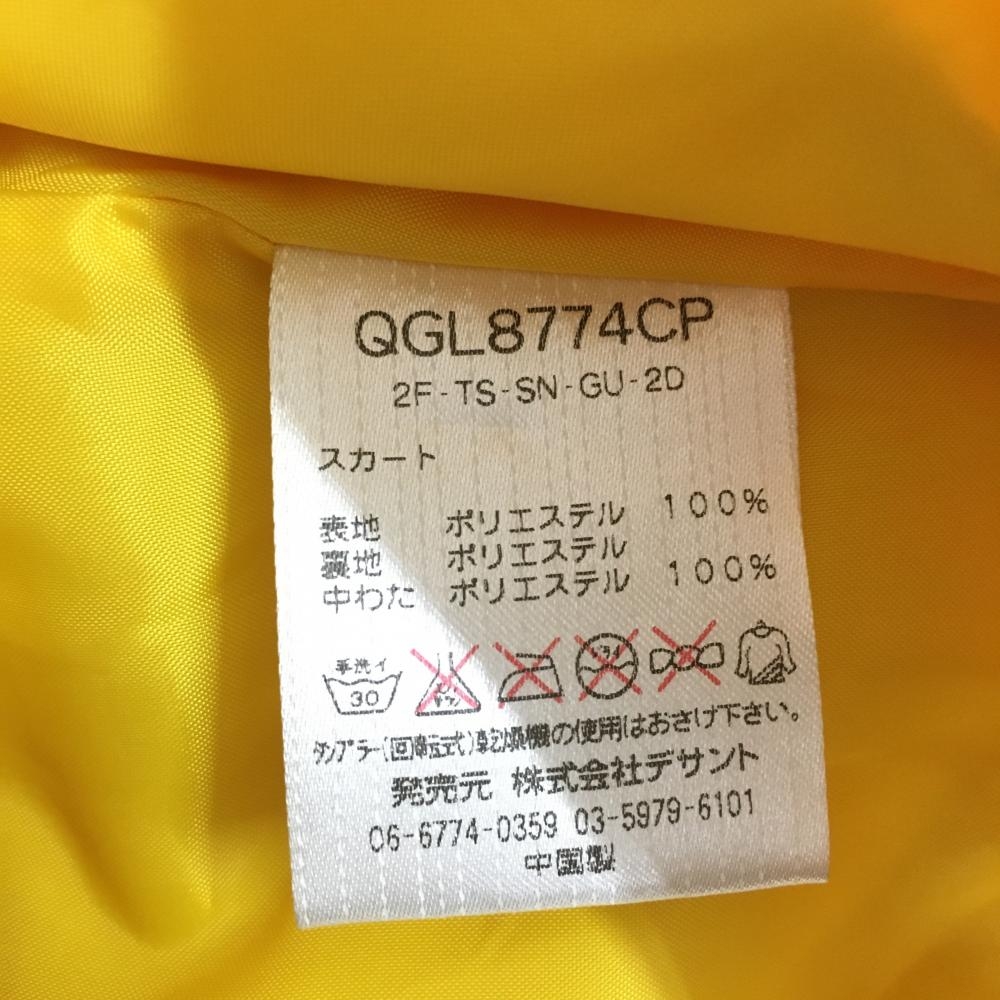 QGL8774CP
2F-TS-SN-GU-2D
スカート
表地 ポリエステル 100%
裏地 ポリエステル
中わた ポリエステル 100%
手洗イ
30
タンブラー(回転式)乾燥機の使用はおさけ下さい。
発売元 株式会社デサント
06-6774-0359 03-5979-6101
中国製